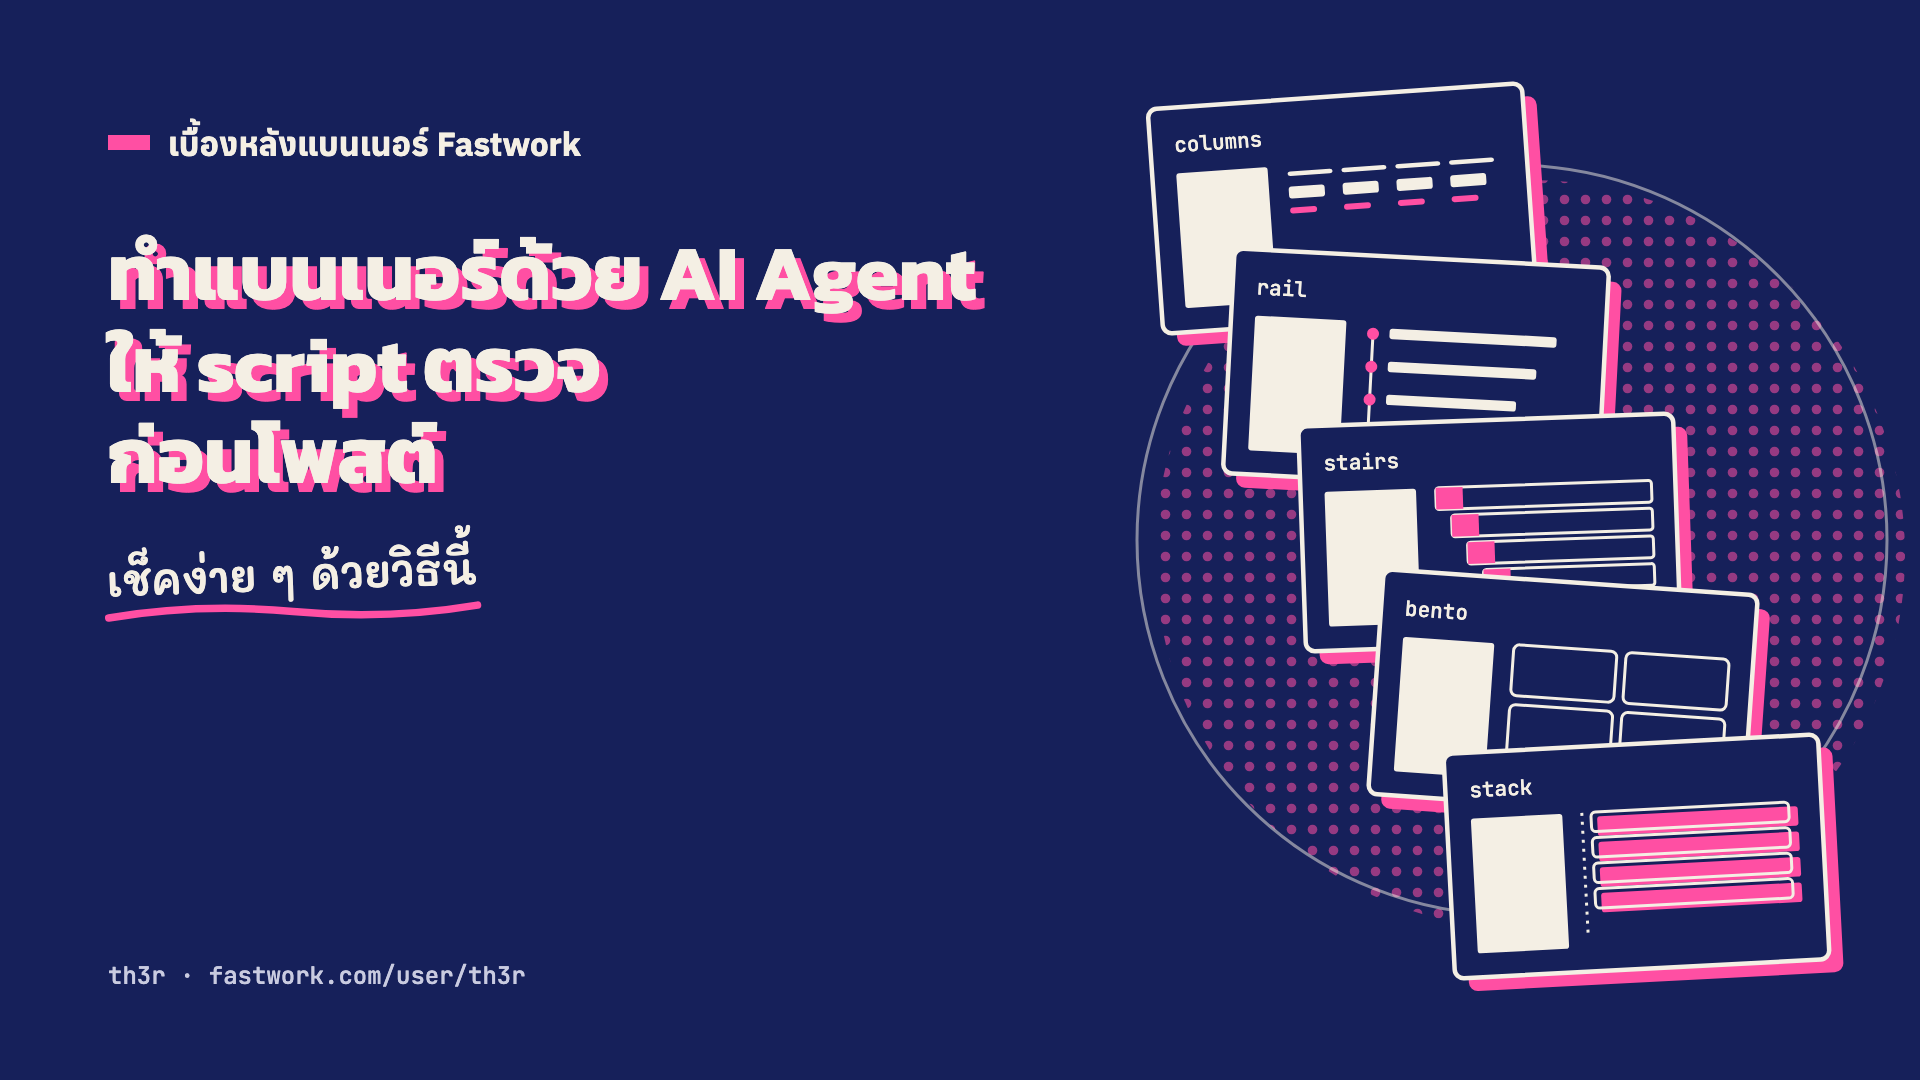 เบื้องหลังแบนเนอร์ Fastwork
ทำแบนเนอร์ด้วย AI Agent
ให้ script ตรวจ
ก่อนโพสต์
เช็คง่าย ๆ ด้วยวิธีนี้
th3r · fastwork.com/user/th3r
columns
rail
stairs
bento
stack